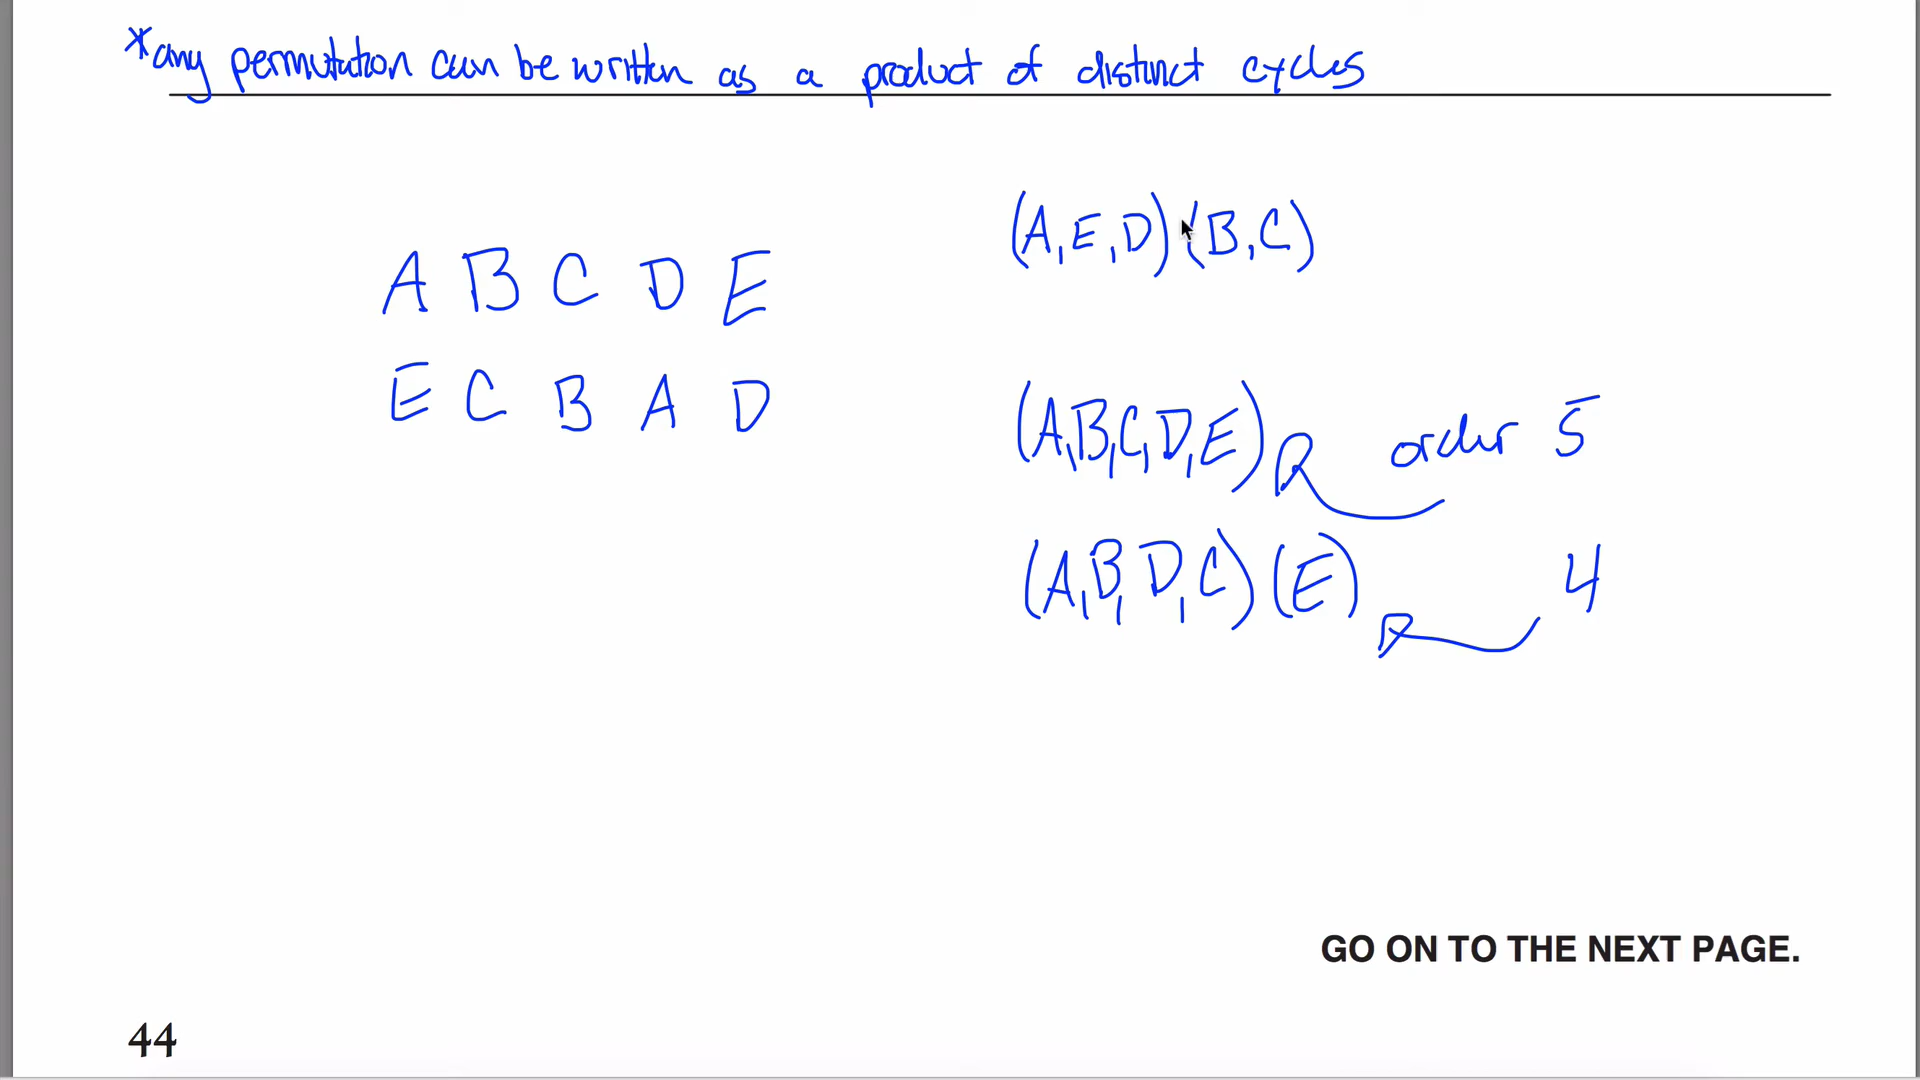 *any permutation can be written as a product of distinct cycles
(A,E,D)(B,C)
A B C D E
E C B A D
(A,B,C,D,E) order 5
(A,B,D,C)(E) 4
GO ON TO THE NEXT PAGE.
44